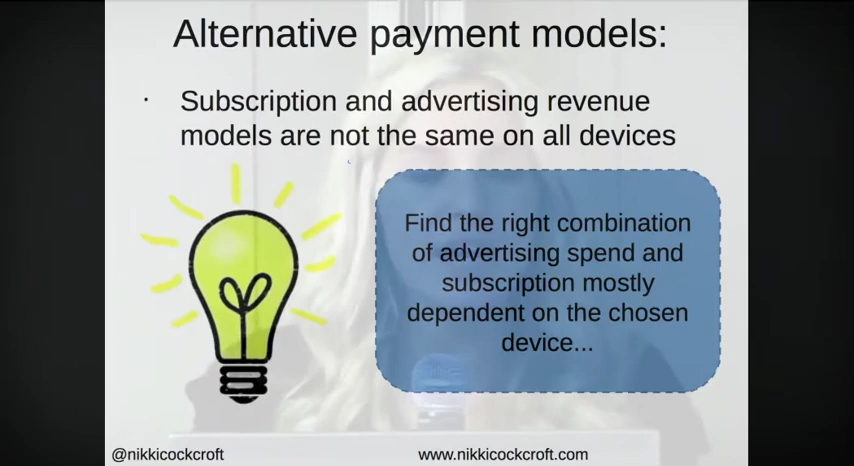 Alternative payment models:
· Subscription and advertising revenue
models are not the same on all devices
Find the right combination
of advertising spend and
subscription mostly
dependent on the chosen
device...
@nikkicockcroft
www.nikkicockcroft.com